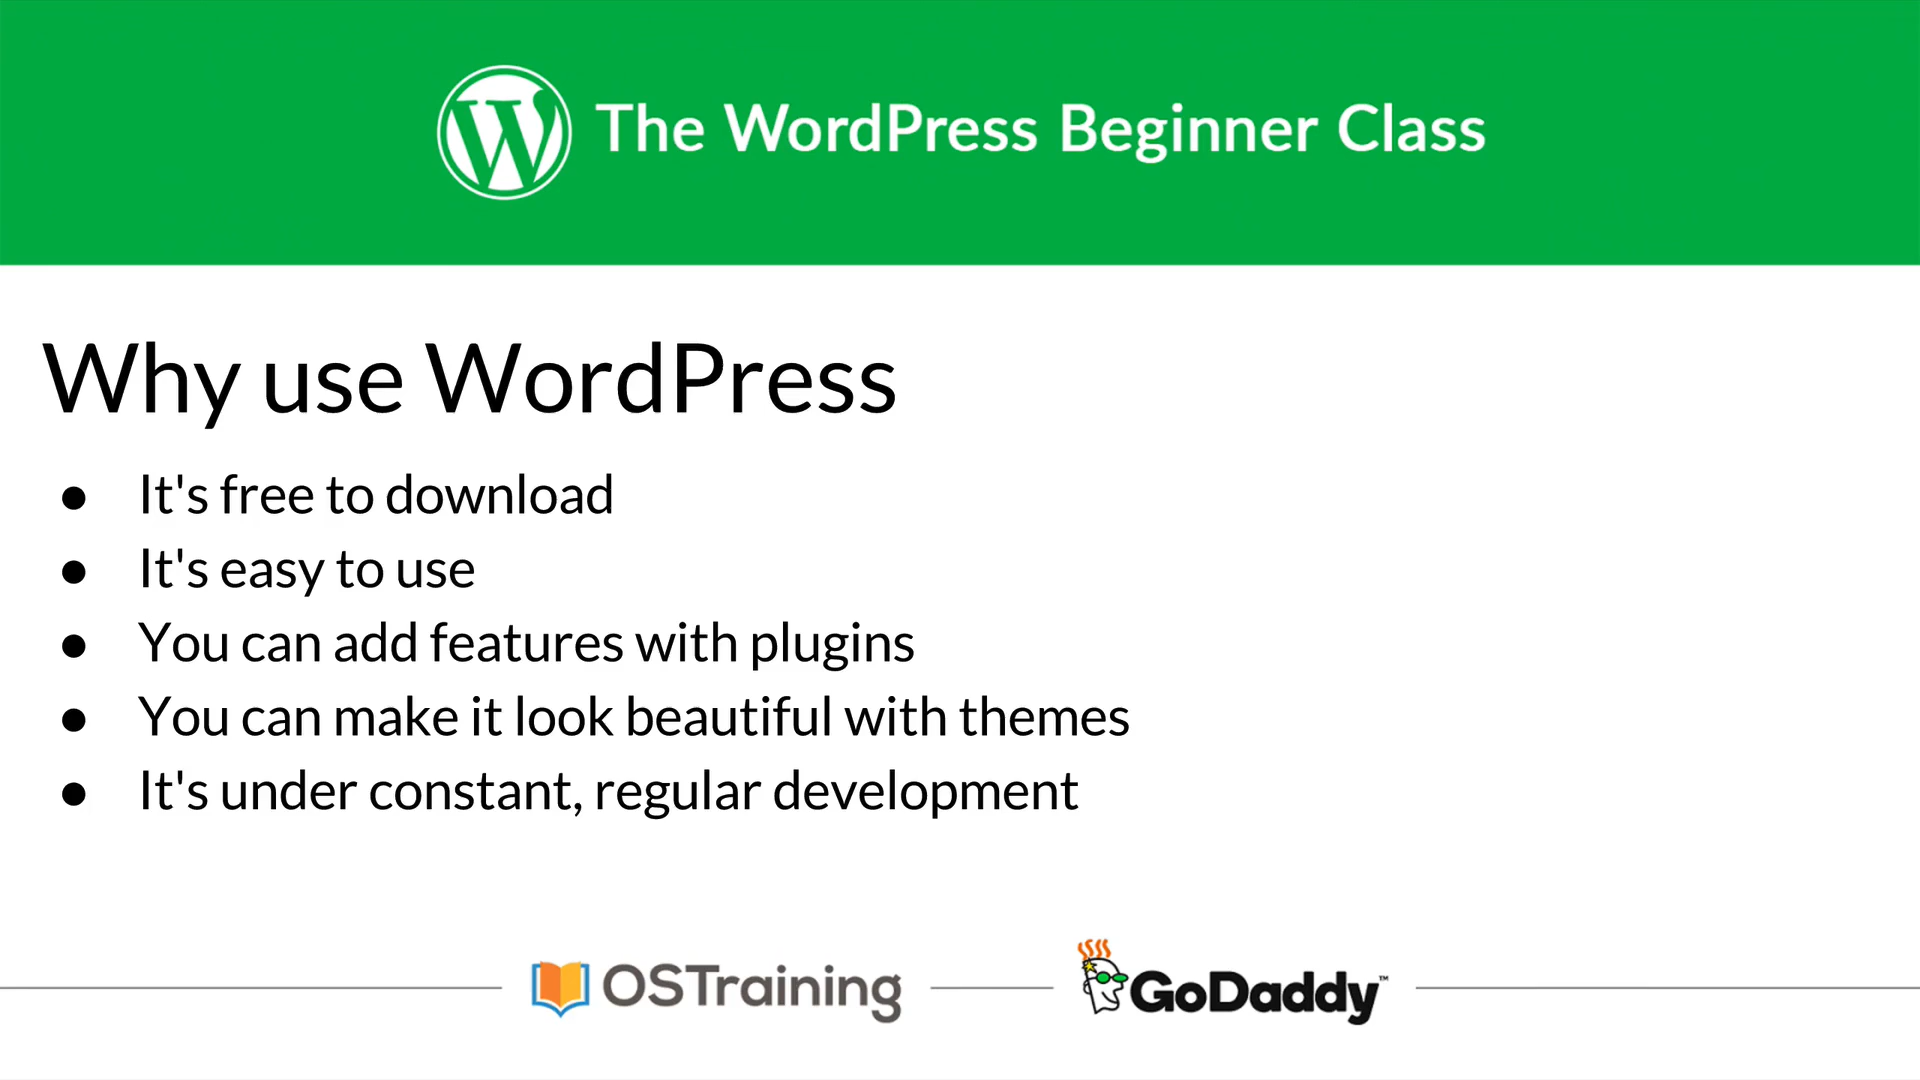 The WordPress Beginner Class
Why use WordPress
● It's free to download
● It's easy to use
● You can add features with plugins
● You can make it look beautiful with themes
● It's under constant, regular development
OSTraining
GoDaddy™